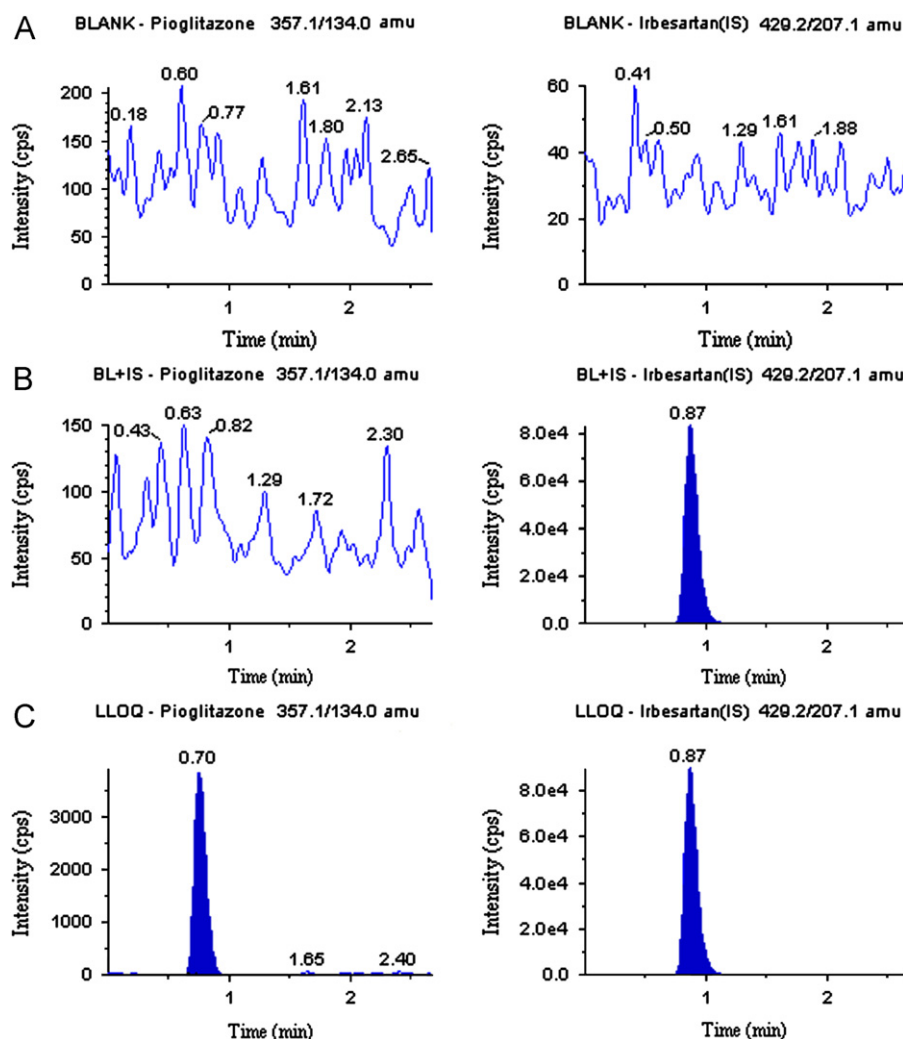 A
BLANK - Pioglitazone 357.1/134.0 amu
Intensity (cps)
200
150
100
50
0
0.18
0.60
0.77
1.61
1.80
2.13
2.65
1
2
Time (min)
BLANK - Irbesartan(IS) 429.2/207.1 amu
Intensity (cps)
60
40
20
0
0.41
0.50
1.29
1.61
1.88
1
2
Time (min)
B
BL+IS - Pioglitazone 357.1/134.0 amu
Intensity (cps)
150
100
50
0
0.43
0.63
0.82
1.29
1.72
2.30
1
2
Time (min)
BL+IS - Irbesartan(IS) 429.2/207.1 amu
Intensity (cps)
8.0e4
6.0e4
4.0e4
2.0e4
0.0
0.87
1
2
Time (min)
C
LLOQ - Pioglitazone 357.1/134.0 amu
Intensity (cps)
3000
2000
1000
0
0.70
1.65
2.40
1
2
Time (min)
LLOQ - Irbesartan(IS) 429.2/207.1 amu
Intensity (cps)
8.0e4
6.0e4
4.0e4
2.0e4
0.0
0.87
1
2
Time (min)